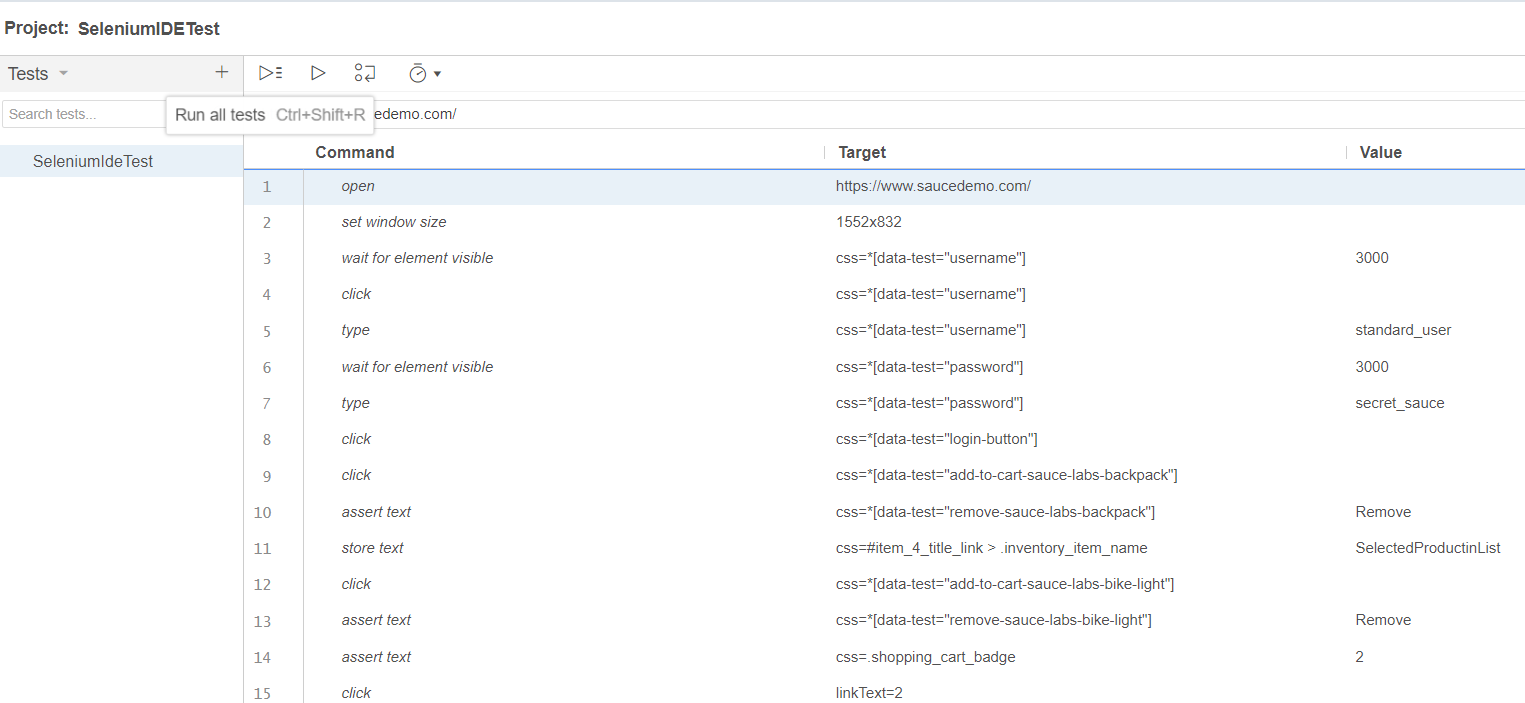 Project: SeleniumIDETest
Tests
Search tests...
Run all tests Ctrl+Shift+R
edemo.com/
SeleniumIdeTest
Command Target Value
1 open https://www.saucedemo.com/
2 set window size 1552x832
3 wait for element visible css=*[data-test="username"] 3000
4 click css=*[data-test="username"]
5 type css=*[data-test="username"] standard_user
6 wait for element visible css=*[data-test="password"] 3000
7 type css=*[data-test="password"] secret_sauce
8 click css=*[data-test="login-button"]
9 click css=*[data-test="add-to-cart-sauce-labs-backpack"]
10 assert text css=*[data-test="remove-sauce-labs-backpack"] Remove
11 store text css=#item_4_title_link > .inventory_item_name SelectedProductinList
12 click css=*[data-test="add-to-cart-sauce-labs-bike-light"]
13 assert text css=*[data-test="remove-sauce-labs-bike-light"] Remove
14 assert text css=.shopping_cart_badge 2
15 click linkText=2